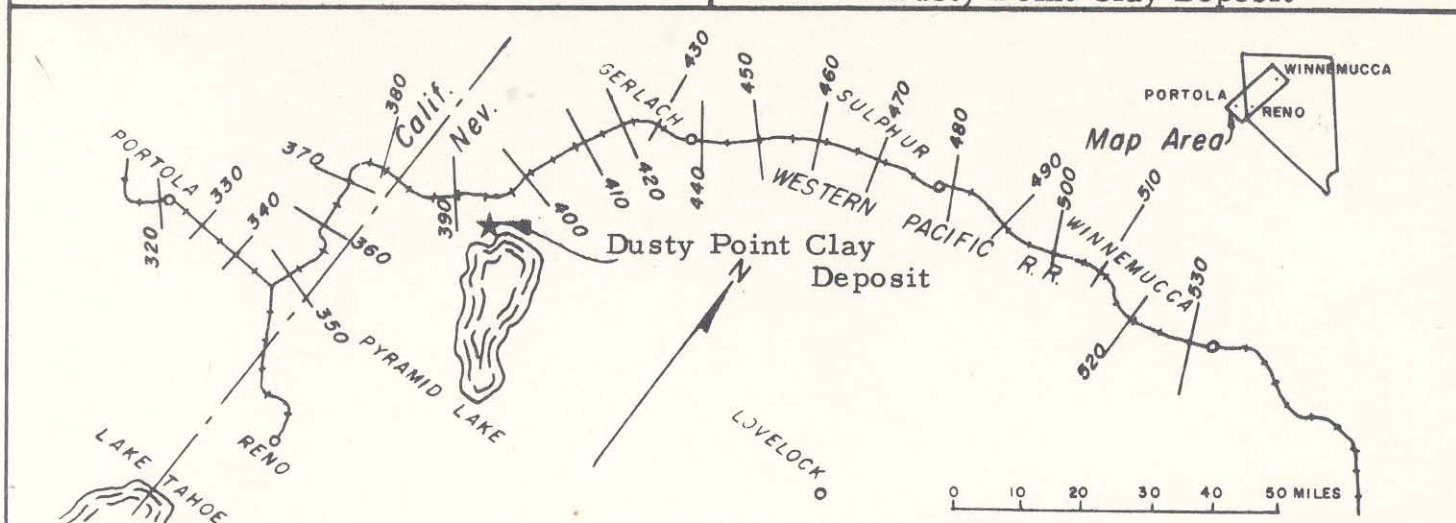 Dusty Point Clay Deposit
430
GERLACH
450
460
SULPHUR
470
480
WINNEMUCCA
PORTOLA
RENO
Map Area
380
Calif.
Nev.
PORTOLA
330
340
370
320
360
350
390
400
410
420
440
WESTERN
PACIFIC
R.R.
490
500
510
WINNEMUCCA
530
520
Dusty Point Clay
Deposit
N
PYRAMID LAKE
LAKE TAHOE
RENO
LOVELOCK
0 10 20 30 40 50 MILES